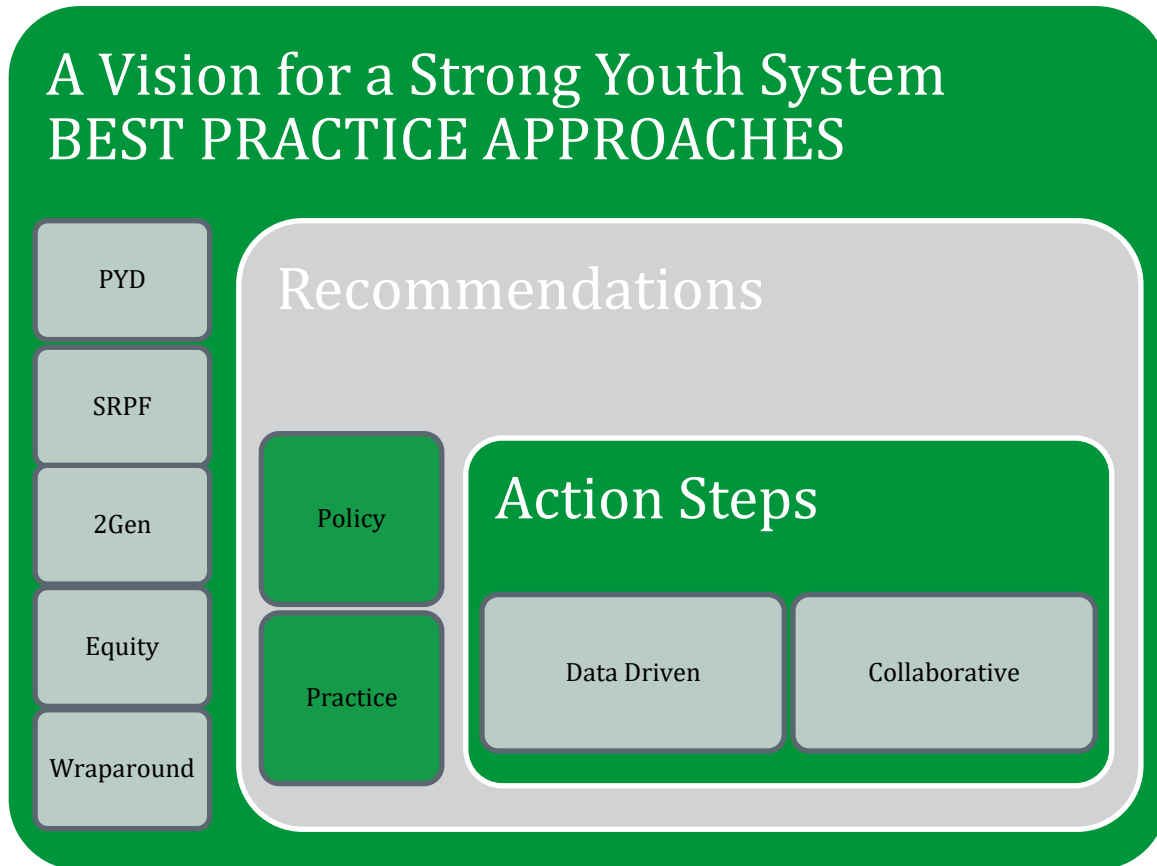 A Vision for a Strong Youth System
BEST PRACTICE APPROACHES
PYD
SRPF
2Gen
Equity
Wraparound
Recommendations
Policy
Practice
Action Steps
Data Driven
Collaborative